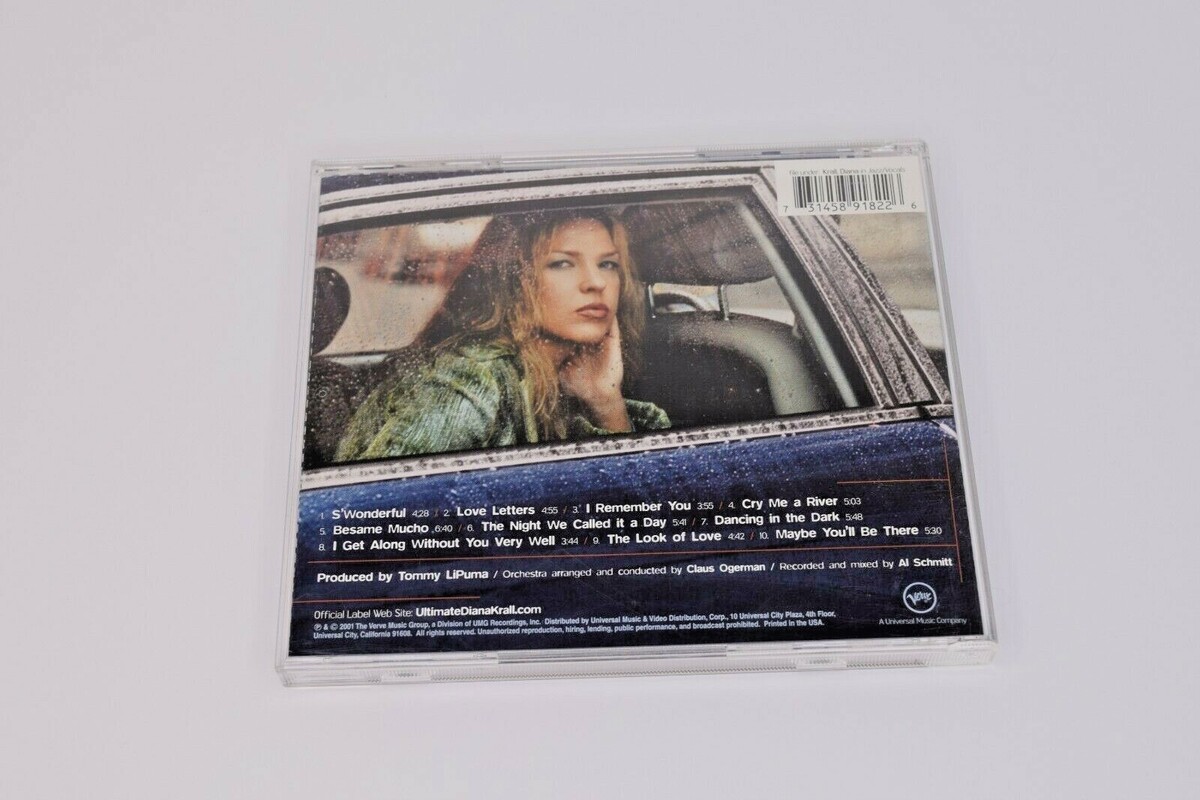 File under: Krall, Diana in Jazz/Vocals
7 31458 91822 6
1. S'Wonderful 4:28 / 2. Love Letters 4:55 / 3. I Remember You 3:55 / 4. Cry Me a River 5:03
5. Besame Mucho 6:40 / 6. The Night We Called it a Day 5:41 / 7. Dancing in the Dark 5:48
8. I Get Along Without You Very Well 3:44 / 9. The Look of Love 4:42 / 10. Maybe You'll Be There 5:30
Produced by Tommy LiPuma / Orchestra arranged and conducted by Claus Ogerman / Recorded and mixed by Al Schmitt
Official Label Web Site: UltimateDianaKrall.com
℗ & © 2001 The Verve Music Group, a Division of UMG Recordings, Inc. Distributed by Universal Music & Video Distribution, Corp., 10 Universal City Plaza, 4th Floor,
Universal City, California 91608. All rights reserved. Unauthorized reproduction, hiring, lending, public performance, and broadcast prohibited. Printed in the USA.
Verve
A Universal Music Company